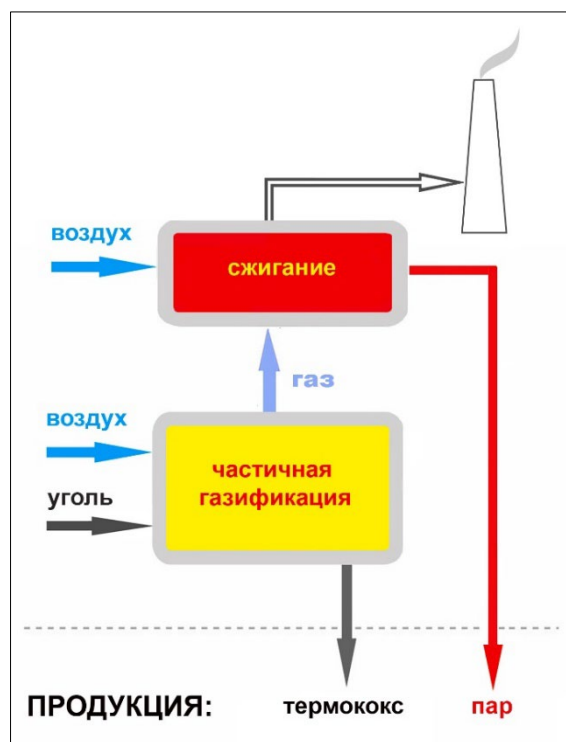 воздух
сжигание
газ
воздух
частичная
газификация
уголь
ПРОДУКЦИЯ:
термококс
пар